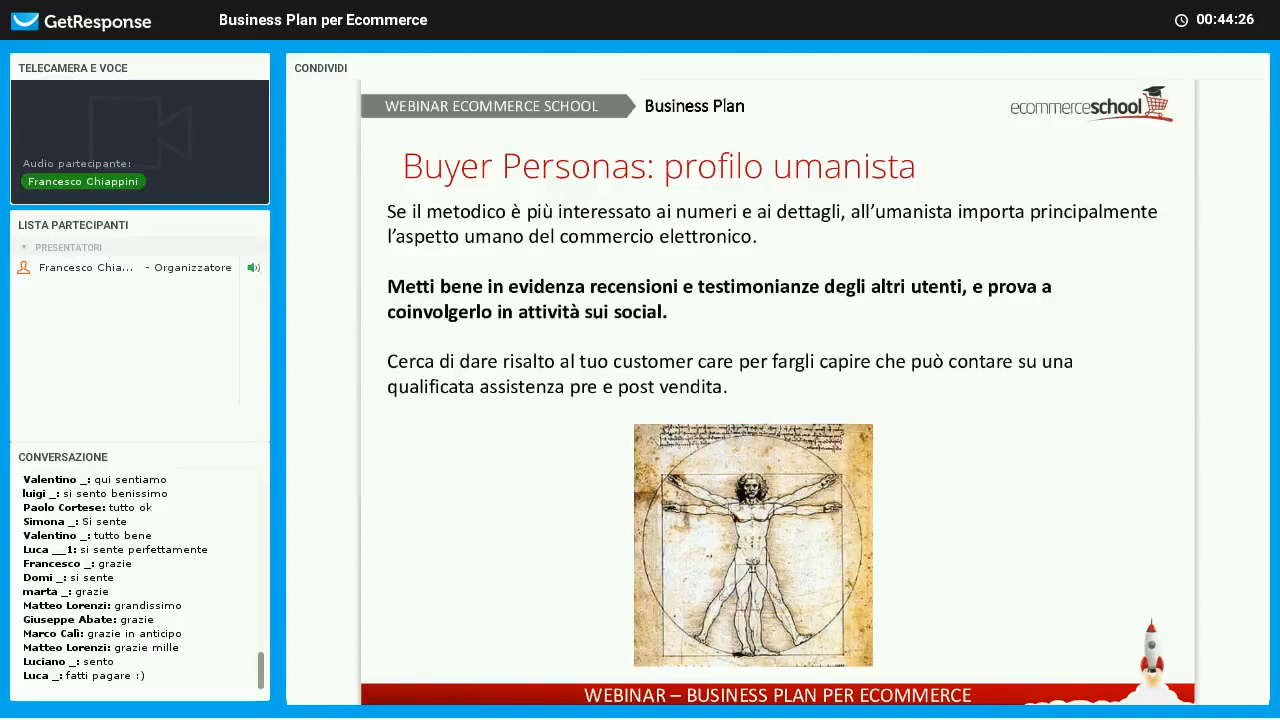 GetResponse
Business Plan per Ecommerce
00:44:26
TELECAMERA E VOCE
Audio partecipante:
Francesco Chiappini
LISTA PARTECIPANTI
PRESENTATORI
Francesco Chia... - Organizzatore
CONVERSAZIONE
Valentino _: qui sentiamo
luigi _: si sento benissimo
Paolo Cortese: tutto ok
Simona _: Si sente
Valentino _: tutto bene
Luca __1: si sente perfettamente
Francesco _: grazie
Domi _: si sente
marta _: grazie
Matteo Lorenzi: grandissimo
Giuseppe Abate: grazie
Marco Calì: grazie in anticipo
Matteo Lorenzi: grazie mille
Luciano _: sento
Luca _: fatti pagare :)
CONDIVIDI
WEBINAR ECOMMERCE SCHOOL
Business Plan
ecommerceschool
Buyer Personas: profilo umanista
Se il metodico è più interessato ai numeri e ai dettagli, all’umanista importa principalmente
l’aspetto umano del commercio elettronico.
Metti bene in evidenza recensioni e testimonianze degli altri utenti, e prova a
coinvolgerlo in attività sui social.
Cerca di dare risalto al tuo customer care per fargli capire che può contare su una
qualificata assistenza pre e post vendita.
WEBINAR – BUSINESS PLAN PER ECOMMERCE